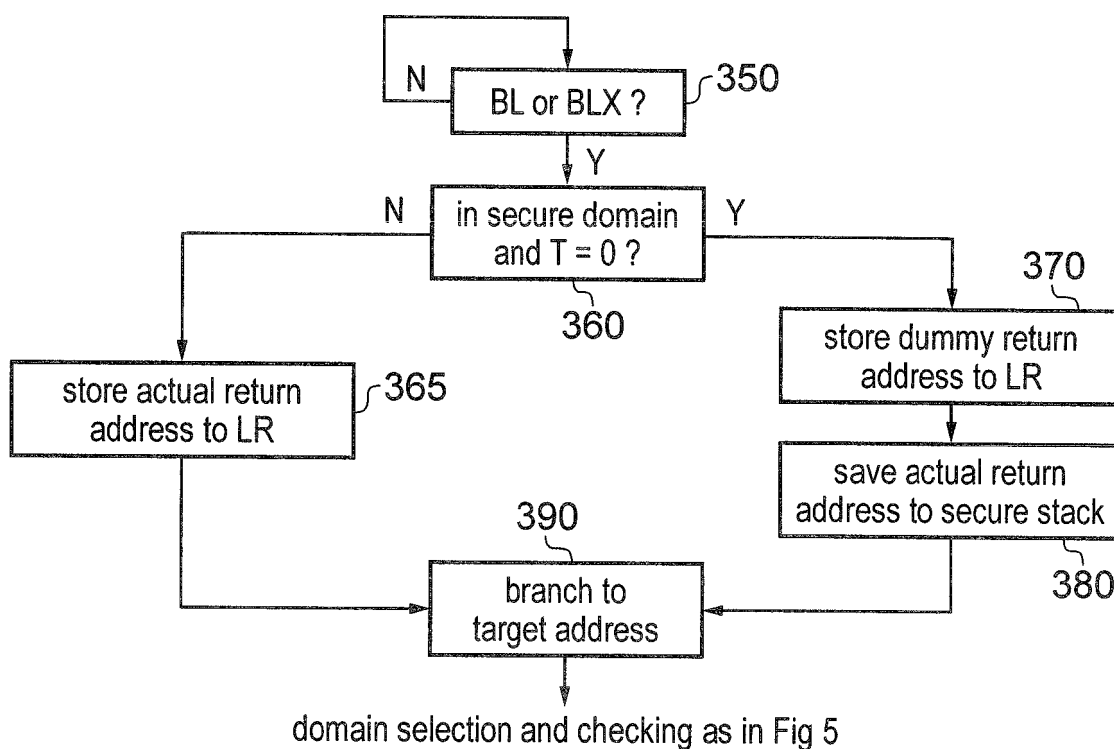 N
BL or BLX ?
350
Y
N
in secure domain
and T = 0 ?
Y
360
370
store actual return
address to LR
365
store dummy return
address to LR
save actual return
address to secure stack
380
390
branch to
target address
domain selection and checking as in Fig 5